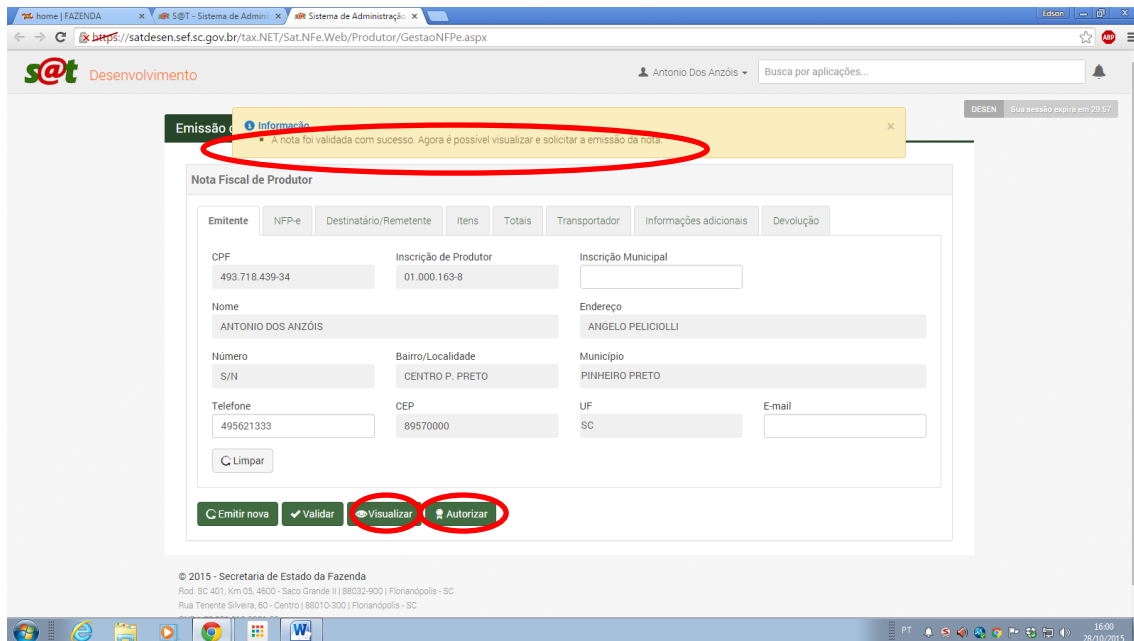 home | FAZENDA
S@T - Sistema de Adminis
Sistema de Administração
Edson
https://satdesen.sef.sc.gov.br/tax.NET/Sat.NFe.Web/Produtor/GestaoNFPe.aspx
ABP
s@t Desenvolvimento
Antonio Dos Anzóis
Busca por aplicações...
DESEN Sua sessão expira em 29:57
Emissão
Informação
A nota foi validada com sucesso. Agora é possível visualizar e solicitar a emissão da nota.
Nota Fiscal de Produtor
Emitente NFP-e Destinatário/Remetente Itens Totais Transportador Informações adicionais Devolução
CPF Inscrição de Produtor Inscrição Municipal
493.718.439-34 01.000.163-8
Nome Endereço
ANTONIO DOS ANZÓIS ANGELO PELICIOLLI
Número Bairro/Localidade Município
S/N CENTRO P. PRETO PINHEIRO PRETO
Telefone CEP UF E-mail
495621333 89570000 SC
Limpar
Emitir nova Validar Visualizar Autorizar
© 2015 - Secretaria de Estado da Fazenda
Rod. SC 401, Km 05, 4600 - Saco Grande II | 88032-900 | Florianópolis - SC
Rua Tenente Silveira, 60 - Centro | 88010-300 | Florianópolis - SC
PT
16:00
28/10/2015